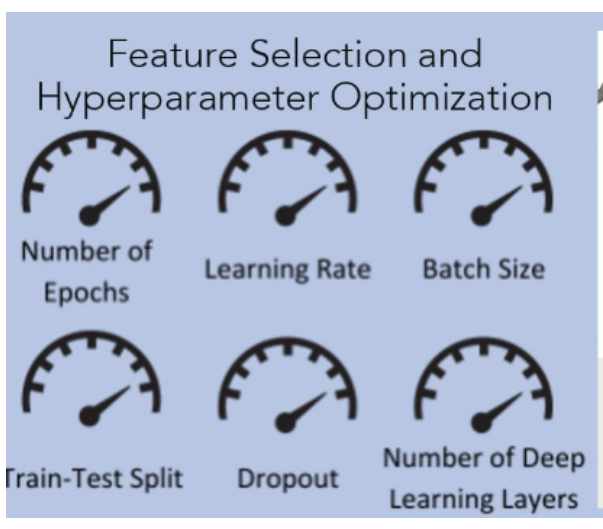 Feature Selection and
Hyperparameter Optimization
Number of
Epochs
Learning Rate
Batch Size
Train-Test Split
Dropout
Number of Deep
Learning Layers